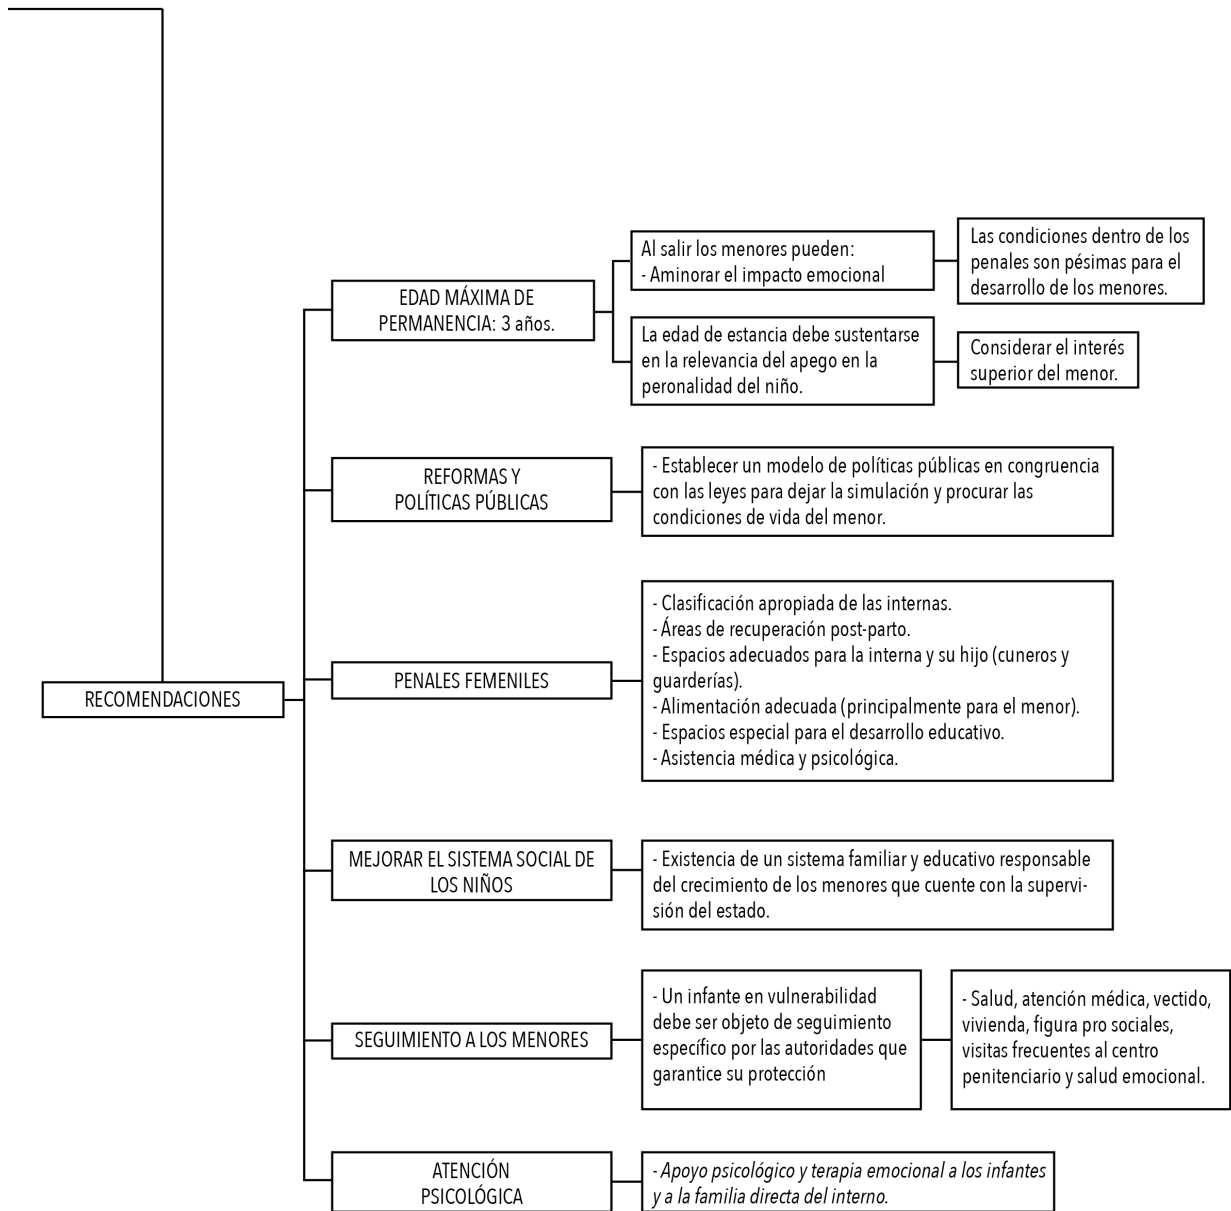 RECOMENDACIONES
EDAD MÁXIMA DE
PERMANENCIA: 3 años.
Al salir los menores pueden:
- Aminorar el impacto emocional
Las condiciones dentro de los
penales son pésimas para el
desarrollo de los menores.
La edad de estancia debe sustentarse
en la relevancia del apego en la
peronalidad del niño.
Considerar el interés
superior del menor.
REFORMAS Y
POLÍTICAS PÚBLICAS
- Establecer un modelo de políticas públicas en congruencia
con las leyes para dejar la simulación y procurar las
condiciones de vida del menor.
PENALES FEMENILES
- Clasificación apropiada de las internas.
- Áreas de recuperación post-parto.
- Espacios adecuados para la interna y su hijo (cuneros y
guarderías).
- Alimentación adecuada (principalmente para el menor).
- Espacios especial para el desarrollo educativo.
- Asistencia médica y psicológica.
MEJORAR EL SISTEMA SOCIAL DE
LOS NIÑOS
- Existencia de un sistema familiar y educativo responsable
del crecimiento de los menores que cuente con la supervi-
sión del estado.
SEGUIMIENTO A LOS MENORES
- Un infante en vulnerabilidad
debe ser objeto de seguimiento
específico por las autoridades que
garantice su protección
- Salud, atención médica, vectido,
vivienda, figura pro sociales,
visitas frecuentes al centro
penitenciario y salud emocional.
ATENCIÓN
PSICOLÓGICA
- Apoyo psicológico y terapia emocional a los infantes
y a la familia directa del interno.